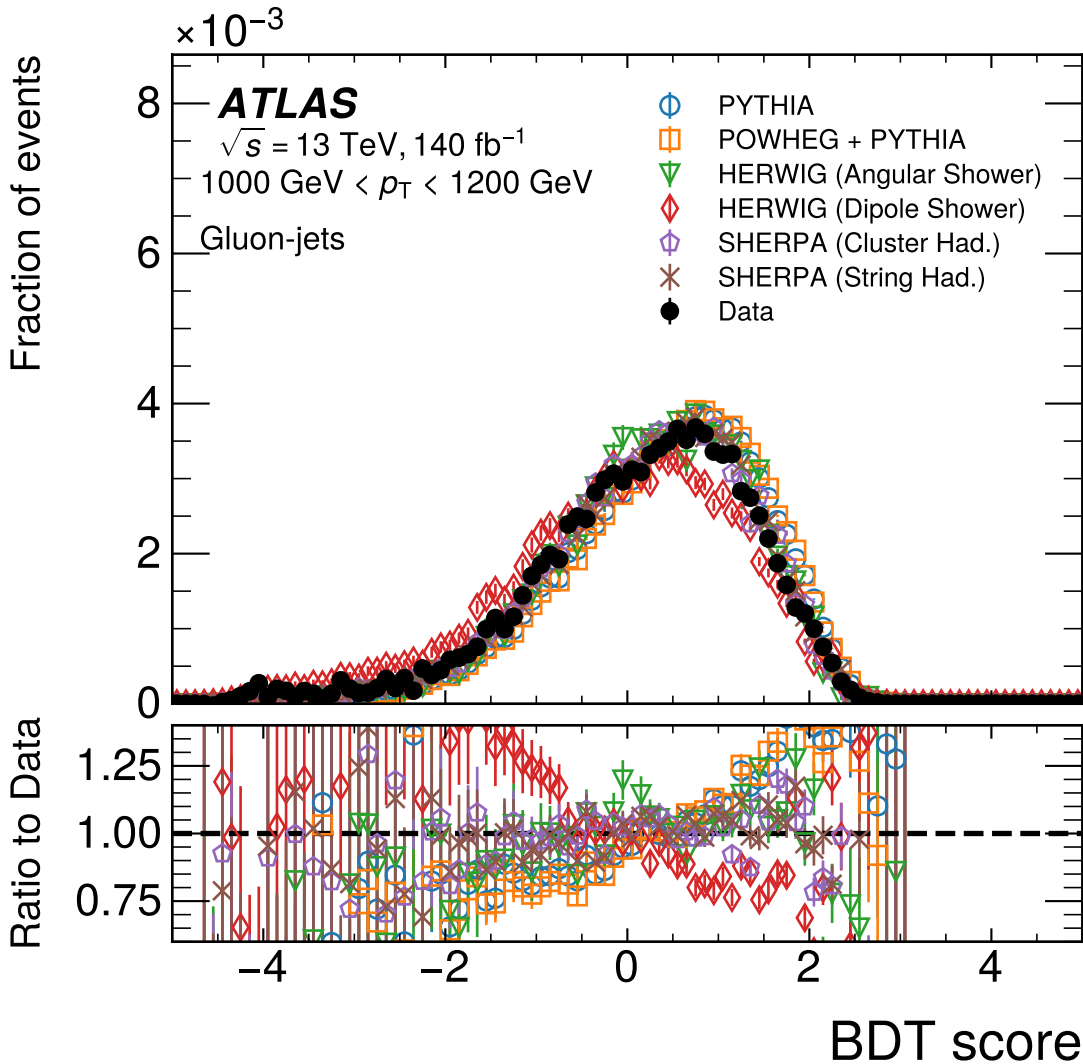 ×10⁻³
ATLAS
√s = 13 TeV, 140 fb⁻¹
1000 GeV < pT < 1200 GeV
Gluon-jets
PYTHIA
POWHEG + PYTHIA
HERWIG (Angular Shower)
HERWIG (Dipole Shower)
SHERPA (Cluster Had.)
SHERPA (String Had.)
Data
Fraction of events
8
6
4
2
0
Ratio to Data
1.25
1.00
0.75
−4
−2
0
2
4
BDT score